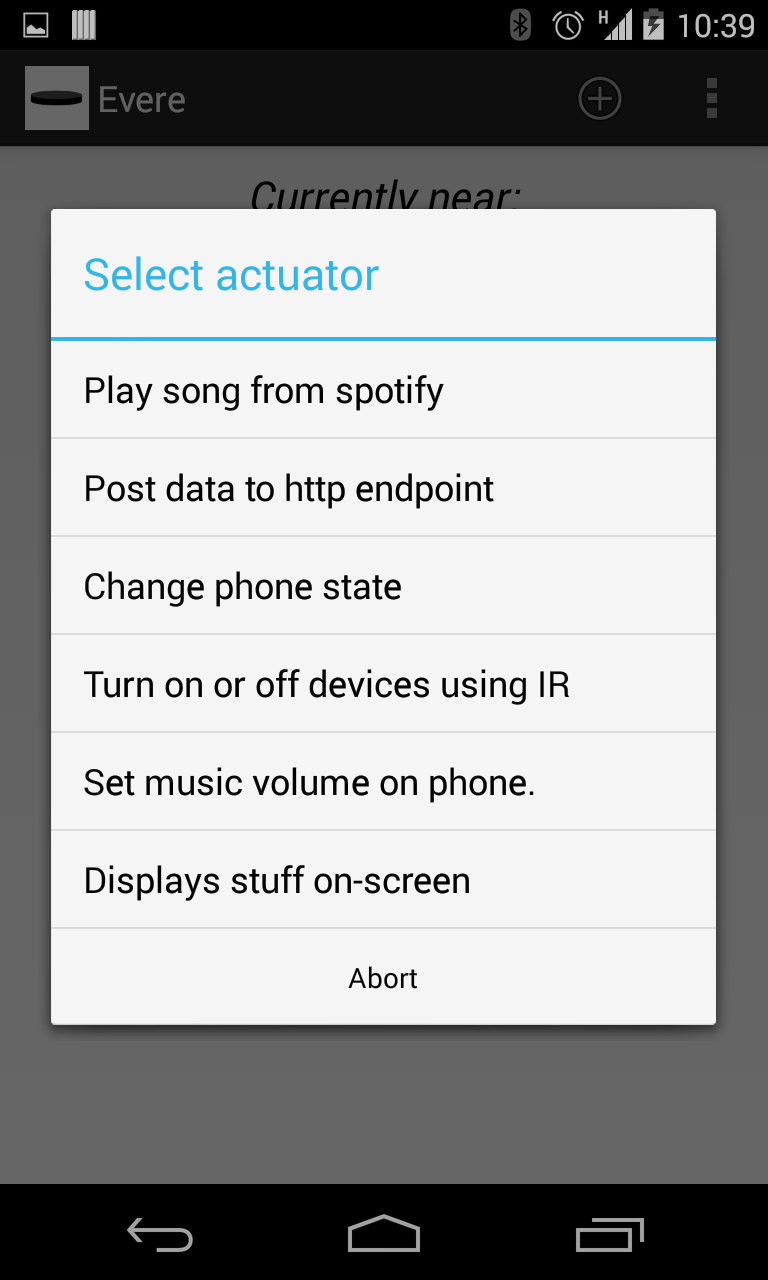 H 10:39
Evere
Currently near:
Select actuator
Play song from spotify
Post data to http endpoint
Change phone state
Turn on or off devices using IR
Set music volume on phone.
Displays stuff on-screen
Abort